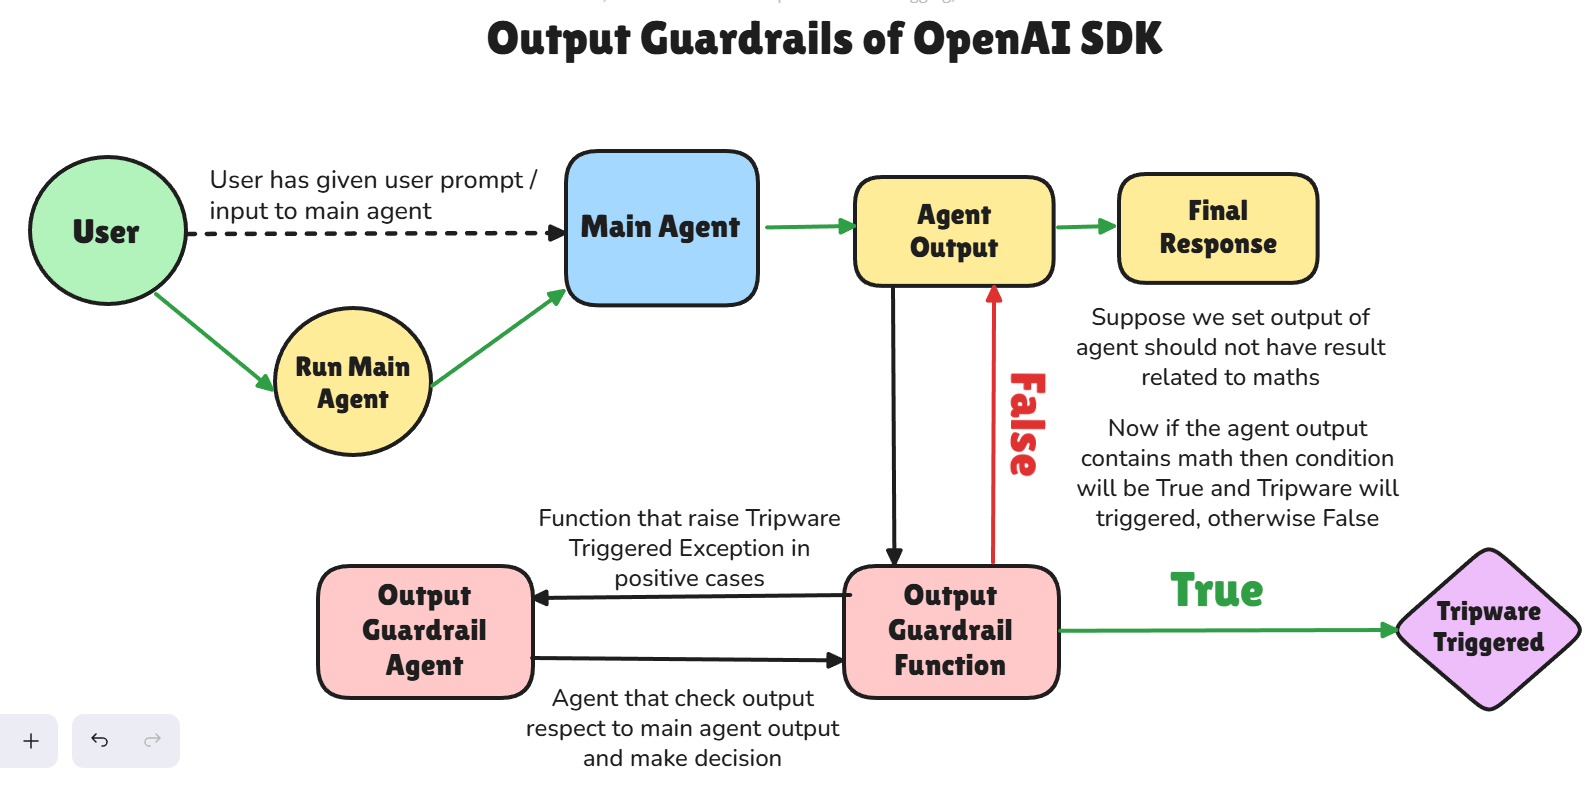 Output Guardrails of OpenAI SDK
User has given user prompt /
input to main agent
User
Main Agent
Agent
Output
Final
Response
Run Main
Agent
Suppose we set output of
agent should not have result
related to maths
False
Now if the agent output
contains math then condition
will be True and Tripware will
triggered, otherwise False
Function that raise Tripware
Triggered Exception in
positive cases
Output
Guardrail
Agent
Output
Guardrail
Function
True
Tripware
Triggered
Agent that check output
respect to main agent output
and make decision